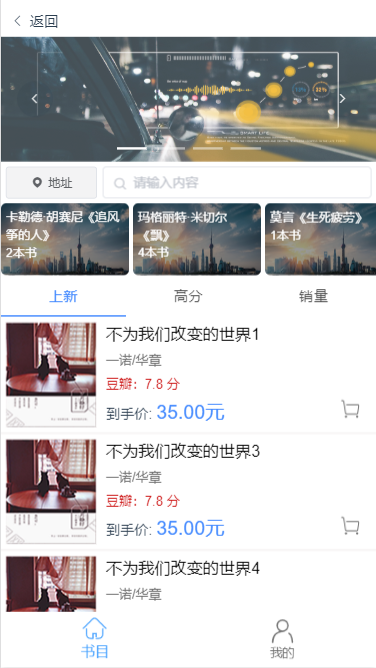 返回
地址
请输入内容
卡勒德·胡赛尼《追风
筝的人》
2本书
玛格丽特·米切尔
《飘》
4本书
莫言《生死疲劳》
1本书
上新
高分
销量
不为我们改变的世界1
一诺/华章
豆瓣：7.8 分
到手价: 35.00元
不为我们改变的世界3
一诺/华章
豆瓣：7.8 分
到手价: 35.00元
不为我们改变的世界4
一诺/华章
书目
我的